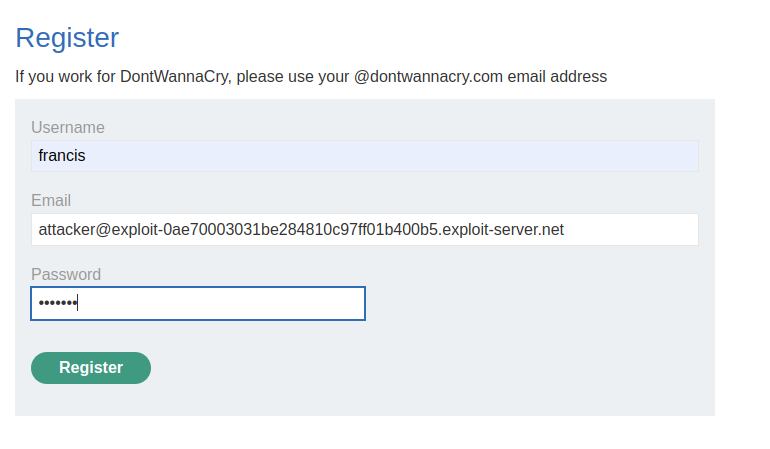 Register
If you work for DontWannaCry, please use your @dontwannacry.com email address
Username
francis
Email
attacker@exploit-0ae70003031be284810c97ff01b400b5.exploit-server.net
Password
•••••••
Register